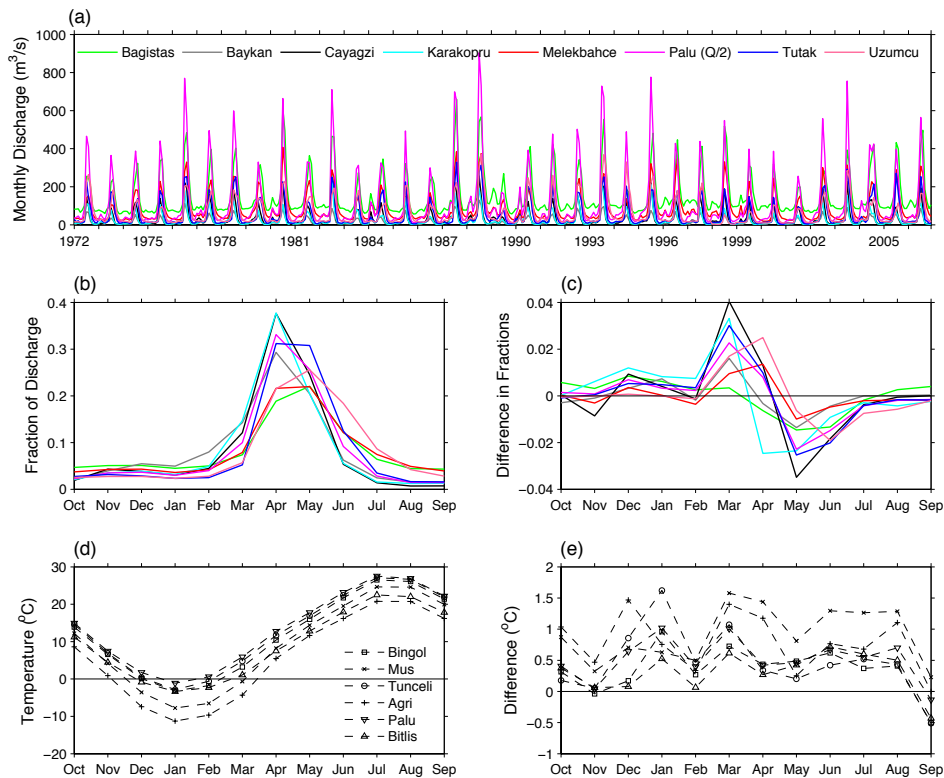 (a)
Monthly Discharge (m³/s)
1000
800
600
400
200
0
Bagistas Baykan Cayagzi Karakopru Melekbahce Palu (Q/2) Tutak Uzumcu
1972 1975 1978 1981 1984 1987 1990 1993 1996 1999 2002 2005
(b)
Fraction of Discharge
0.4
0.3
0.2
0.1
0
Oct Nov Dec Jan Feb Mar Apr May Jun Jul Aug Sep
(c)
Difference in Fractions
0.04
0.02
0
−0.02
−0.04
Oct Nov Dec Jan Feb Mar Apr May Jun Jul Aug Sep
(d)
Temperature (⁰C)
30
20
10
0
−10
−20
Bingol
Mus
Tunceli
Agri
Palu
Bitlis
Oct Nov Dec Jan Feb Mar Apr May Jun Jul Aug Sep
(e)
Difference (⁰C)
2
1.5
1
0.5
0
−0.5
−1
Oct Nov Dec Jan Feb Mar Apr May Jun Jul Aug Sep